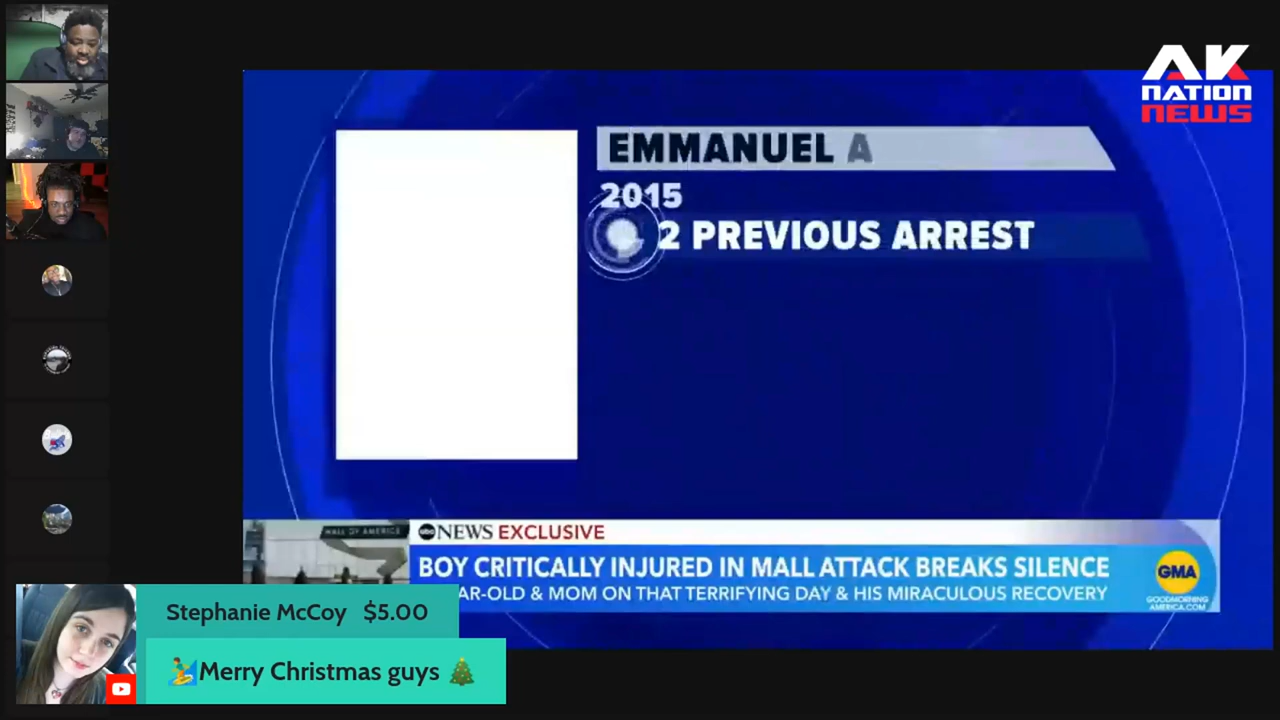 AK
NATION
NEWS
EMMANUEL A
2015
2 PREVIOUS ARREST
MALL OF AMERICA
abc NEWS EXCLUSIVE
BOY CRITICALLY INJURED IN MALL ATTACK BREAKS SILENCE
AR-OLD & MOM ON THAT TERRIFYING DAY & HIS MIRACULOUS RECOVERY
GMA
GOODMORNING
AMERICA.COM
Stephanie McCoy $5.00
🏄Merry Christmas guys 🎄